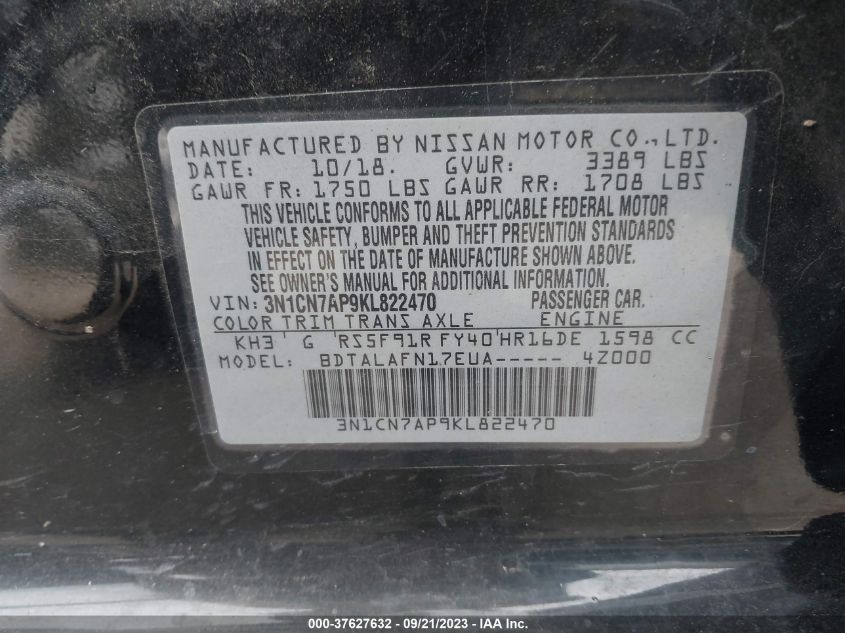 MANUFACTURED BY NISSAN MOTOR CO., LTD.
DATE: 10/18. GVWR: 3389 LBS
GAWR FR: 1750 LBS GAWR RR: 1708 LBS
THIS VEHICLE CONFORMS TO ALL APPLICABLE FEDERAL MOTOR
VEHICLE SAFETY, BUMPER AND THEFT PREVENTION STANDARDS
IN EFFECT ON THE DATE OF MANUFACTURE SHOWN ABOVE.
SEE OWNER'S MANUAL FOR ADDITIONAL INFORMATION.
VIN: 3N1CN7AP9KL822470 PASSENGER CAR.
COLOR TRIM TRANS AXLE ENGINE
KH3 G RS5F91R FY40 HR16DE 1598 CC
MODEL: BDTALAFN17EUA----- 4Z000
3N1CN7AP9KL822470
000-37627632 / 09/21/2023 - IAA Inc.